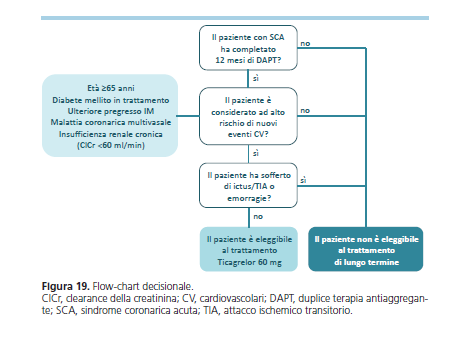 Il paziente con SCA
ha completato
12 mesi di DAPT?
no
sì
Età ≥65 anni
Diabete mellito in trattamento
Ulteriore pregresso IM
Malattia coronarica multivasale
Insufficienza renale cronica
(ClCr <60 ml/min)
Il paziente è
considerato ad alto
rischio di nuovi
eventi CV?
no
sì
Il paziente ha sofferto
di ictus/TIA o
emorragie?
sì
no
Il paziente è eleggibile
al trattamento
Ticagrelor 60 mg
Il paziente non è eleggibile
al trattamento
di lungo termine
Figura 19. Flow-chart decisionale.
ClCr, clearance della creatinina; CV, cardiovascolari; DAPT, duplice terapia antiaggregan-
te; SCA, sindrome coronarica acuta; TIA, attacco ischemico transitorio.